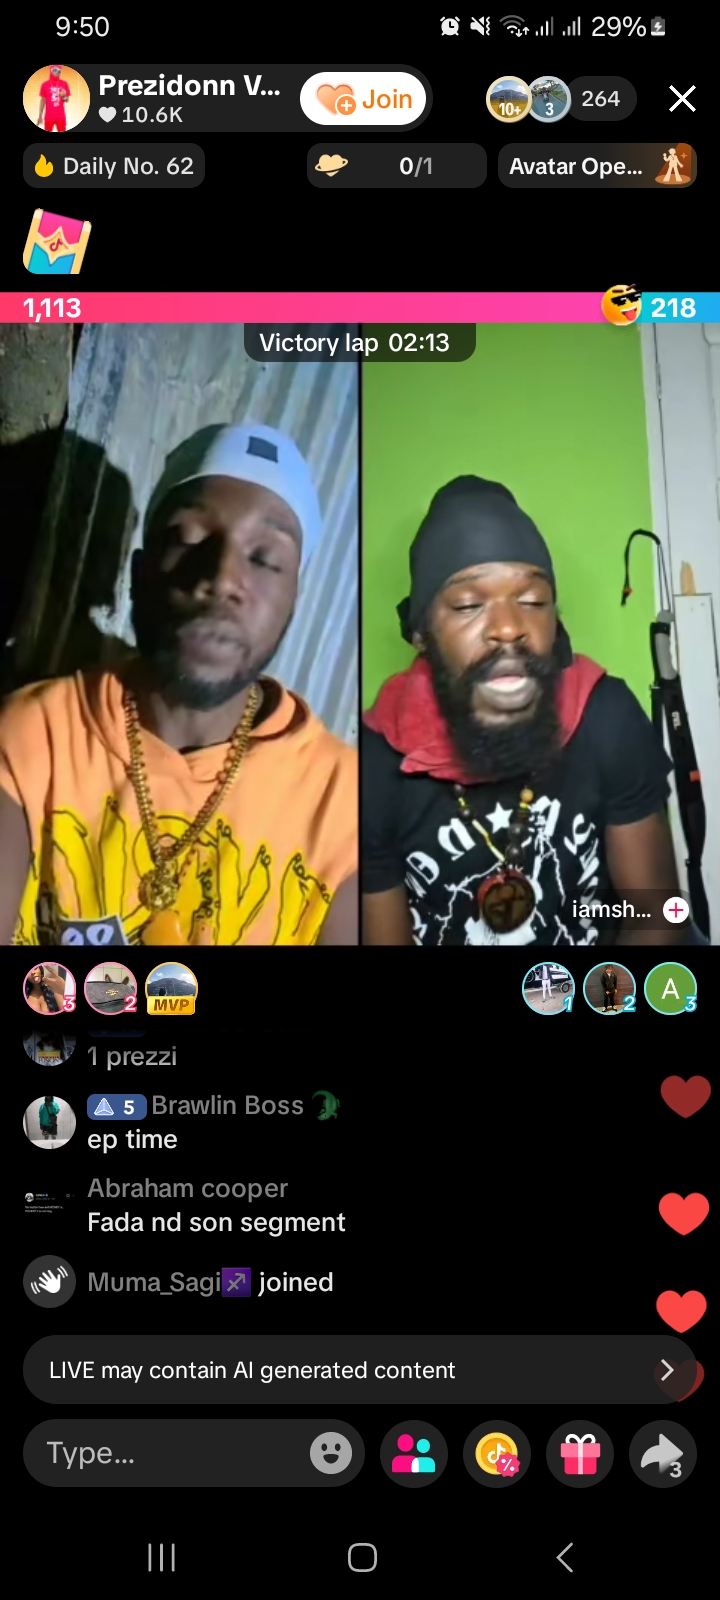 9:50
29%
Prezidonn V...
10.6K
Join
10+
3
264
Daily No. 62
0/1
Avatar Ope...
1,113
218
Victory lap 02:13
iamsh...
3
2
MVP
1
2
A
3
1 prezzi
5 Brawlin Boss
ep time
Abraham cooper
Fada nd son segment
Muma_Sagi♐ joined
LIVE may contain AI generated content
Type...
3